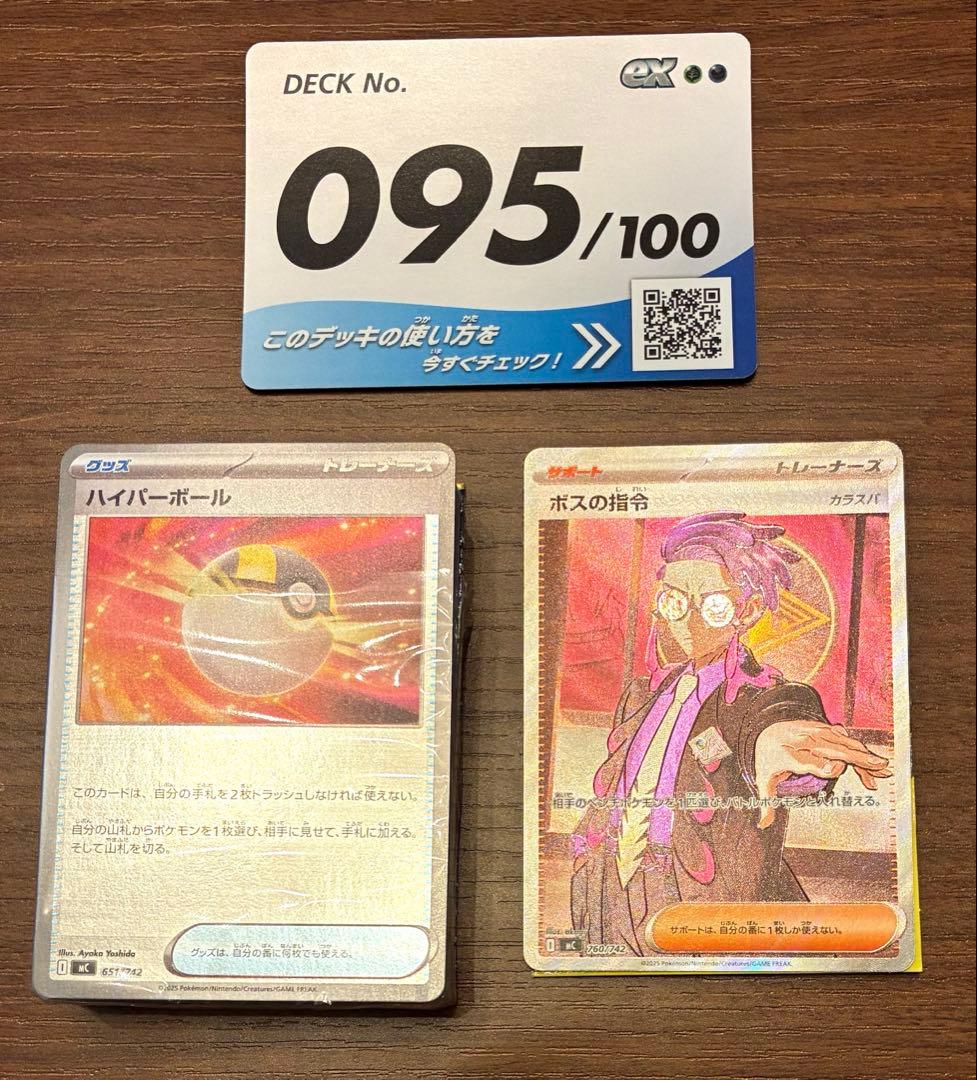 DECK No.
ex
095/100
このデッキの使い方を
今すぐチェック!
グッズ
トレーナーズ
ハイパーボール
このカードは、自分の手札を2枚トラッシュしなければ使えない。
自分の山札からポケモンを1枚選び、相手に見せて、手札に加える。
そして山札を切る。
Illus. Ayaka Yoshida
グッズは、自分の番に何枚でも使える。
I MC 651/742
©2025 Pokémon/Nintendo/Creatures/GAME FREAK.
サポート
トレーナーズ
ボスの指令
カラスバ
相手のベンチポケモンを1匹選び、バトルポケモンと入れ替える。
サポートは、自分の番に1枚しか使えない。
Illus.
I MC 760/742
©2025 Pokémon/Nintendo/Creatures/GAME FREAK.